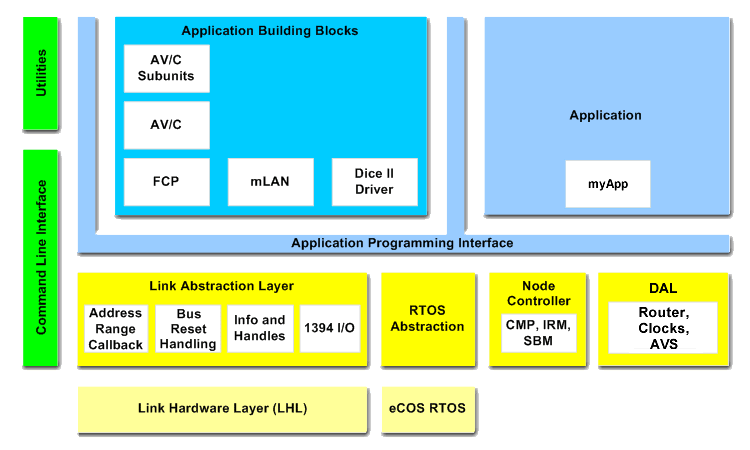 Utilities
Command Line Interface
Application Building Blocks
AV/C
Subunits
AV/C
FCP
mLAN
Dice II
Driver
Application
myApp
Application Programming Interface
Link Abstraction Layer
Address
Range
Callback
Bus
Reset
Handling
Info and
Handles
1394 I/O
RTOS
Abstraction
Node
Controller
CMP, IRM,
SBM
DAL
Router,
Clocks,
AVS
Link Hardware Layer (LHL)
eCOS RTOS